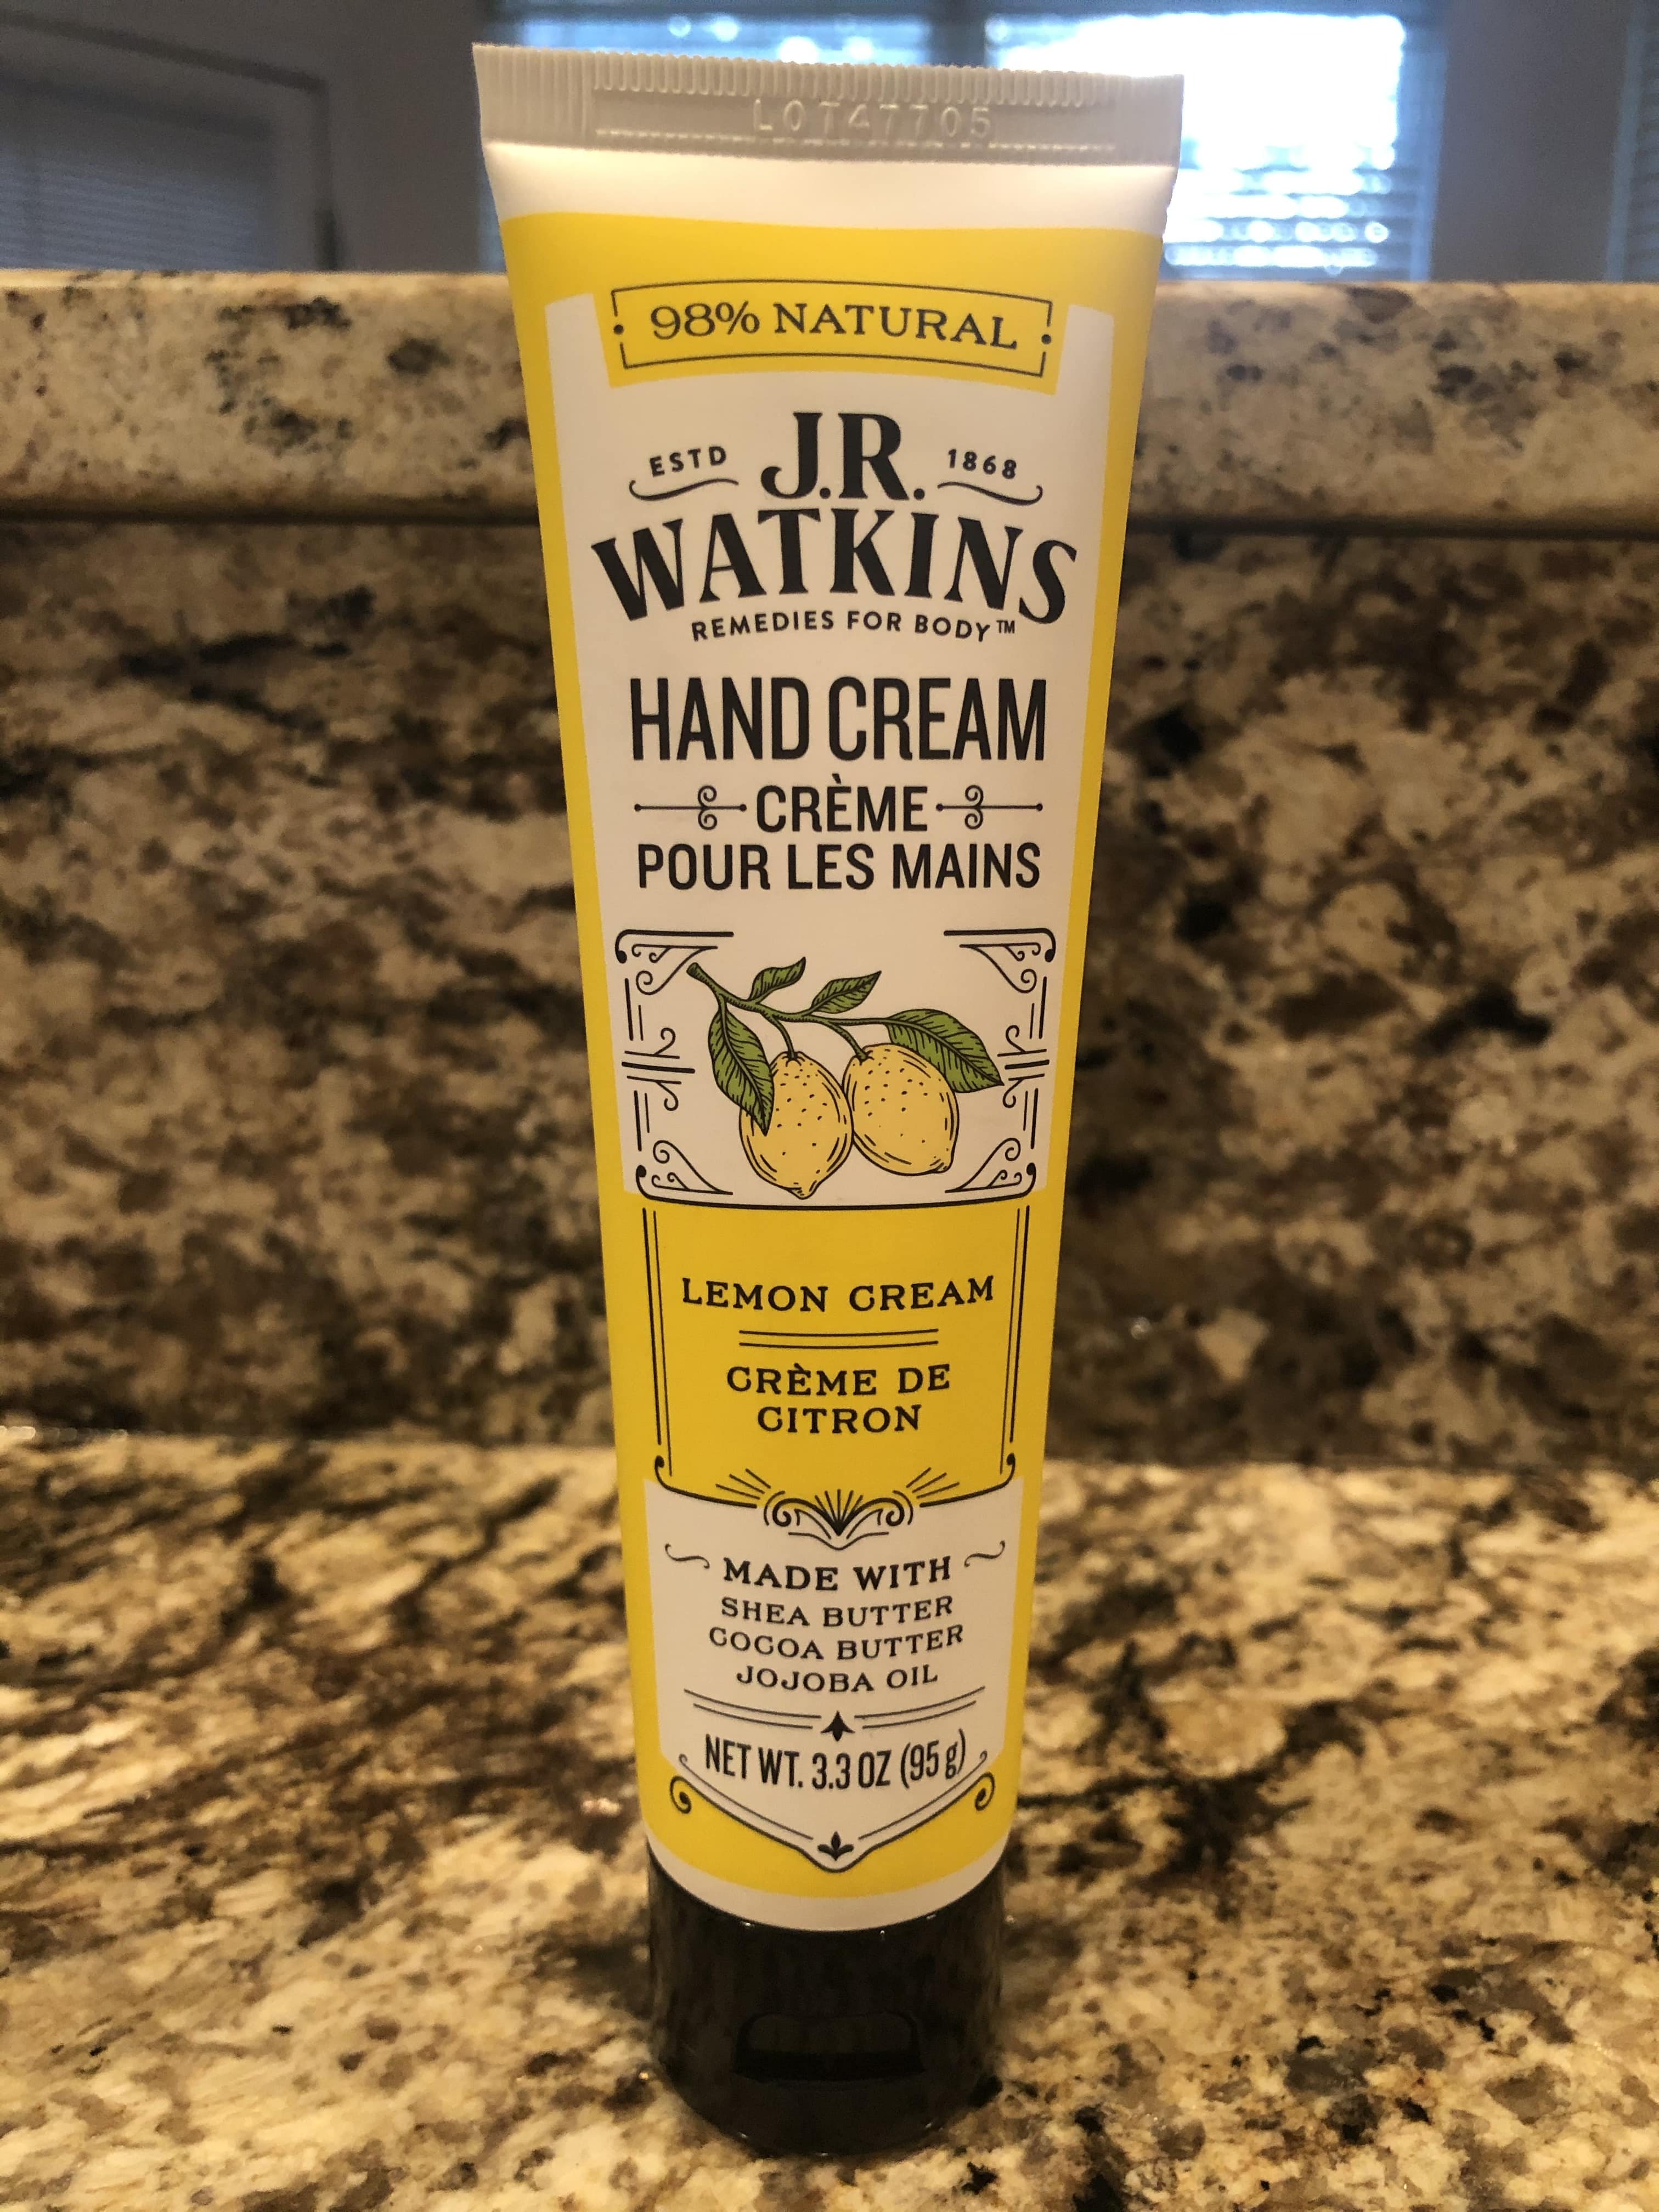 LOT47705
98% NATURAL
ESTD J.R. 1868
WATKINS
REMEDIES FOR BODY™
HAND CREAM
CRÈME
POUR LES MAINS
LEMON CREAM
CRÈME DE
CITRON
MADE WITH
SHEA BUTTER
COCOA BUTTER
JOJOBA OIL
NET WT. 3.3 OZ (95 g)